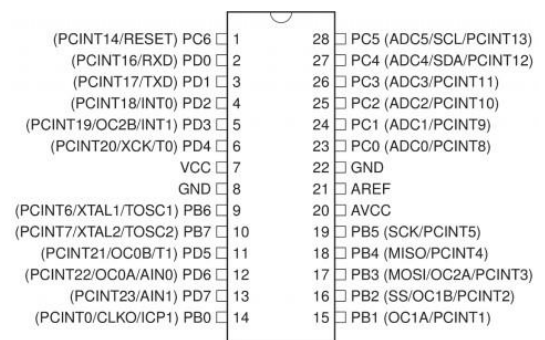 (PCINT14/RESET) PC6 1 28 PC5 (ADC5/SCL/PCINT13)
(PCINT16/RXD) PD0 2 27 PC4 (ADC4/SDA/PCINT12)
(PCINT17/TXD) PD1 3 26 PC3 (ADC3/PCINT11)
(PCINT18/INT0) PD2 4 25 PC2 (ADC2/PCINT10)
(PCINT19/OC2B/INT1) PD3 5 24 PC1 (ADC1/PCINT9)
(PCINT20/XCK/T0) PD4 6 23 PC0 (ADC0/PCINT8)
VCC 7 22 GND
GND 8 21 AREF
(PCINT6/XTAL1/TOSC1) PB6 9 20 AVCC
(PCINT7/XTAL2/TOSC2) PB7 10 19 PB5 (SCK/PCINT5)
(PCINT21/OC0B/T1) PD5 11 18 PB4 (MISO/PCINT4)
(PCINT22/OC0A/AIN0) PD6 12 17 PB3 (MOSI/OC2A/PCINT3)
(PCINT23/AIN1) PD7 13 16 PB2 (SS/OC1B/PCINT2)
(PCINT0/CLKO/ICP1) PB0 14 15 PB1 (OC1A/PCINT1)